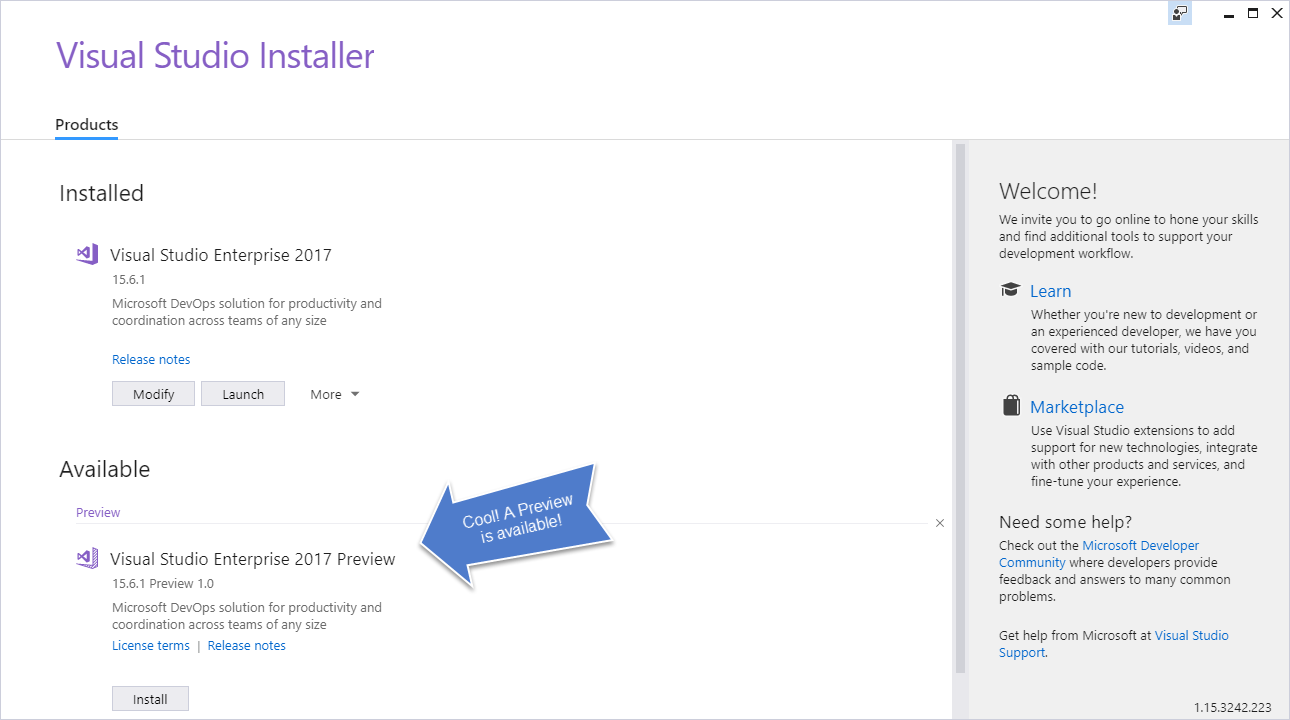 Visual Studio Installer
Products
Installed
Visual Studio Enterprise 2017
15.6.1
Microsoft DevOps solution for productivity and
coordination across teams of any size
Release notes
Modify
Launch
More
Available
Preview
Cool! A Preview
is available!
Visual Studio Enterprise 2017 Preview
15.6.1 Preview 1.0
Microsoft DevOps solution for productivity and
coordination across teams of any size
License terms | Release notes
Install
Welcome!
We invite you to go online to hone your skills
and find additional tools to support your
development workflow.
Learn
Whether you're new to development or
an experienced developer, we have you
covered with our tutorials, videos, and
sample code.
Marketplace
Use Visual Studio extensions to add
support for new technologies, integrate
with other products and services, and
fine-tune your experience.
Need some help?
Check out the Microsoft Developer
Community where developers provide
feedback and answers to many common
problems.
Get help from Microsoft at Visual Studio
Support.
1.15.3242.223